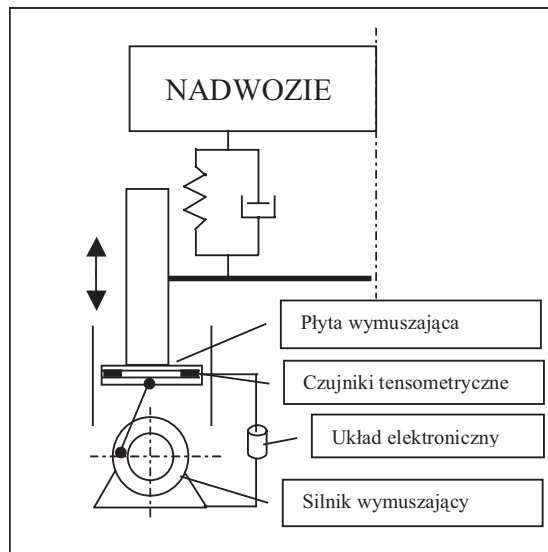 NADWOZIE
Płyta wymuszająca
Czujniki tensometryczne
Układ elektroniczny
Silnik wymuszający